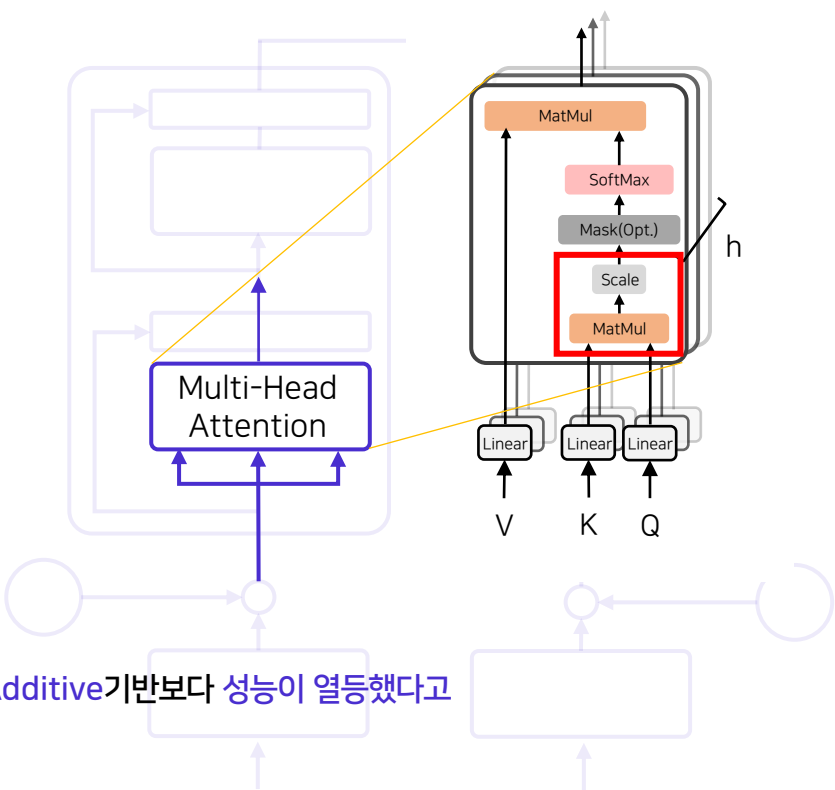 MatMul
SoftMax
Mask(Opt.)
Scale
MatMul
h
Multi-Head
Attention
Linear
Linear
Linear
V
K
Q
dditive기반보다 성능이 열등했다고